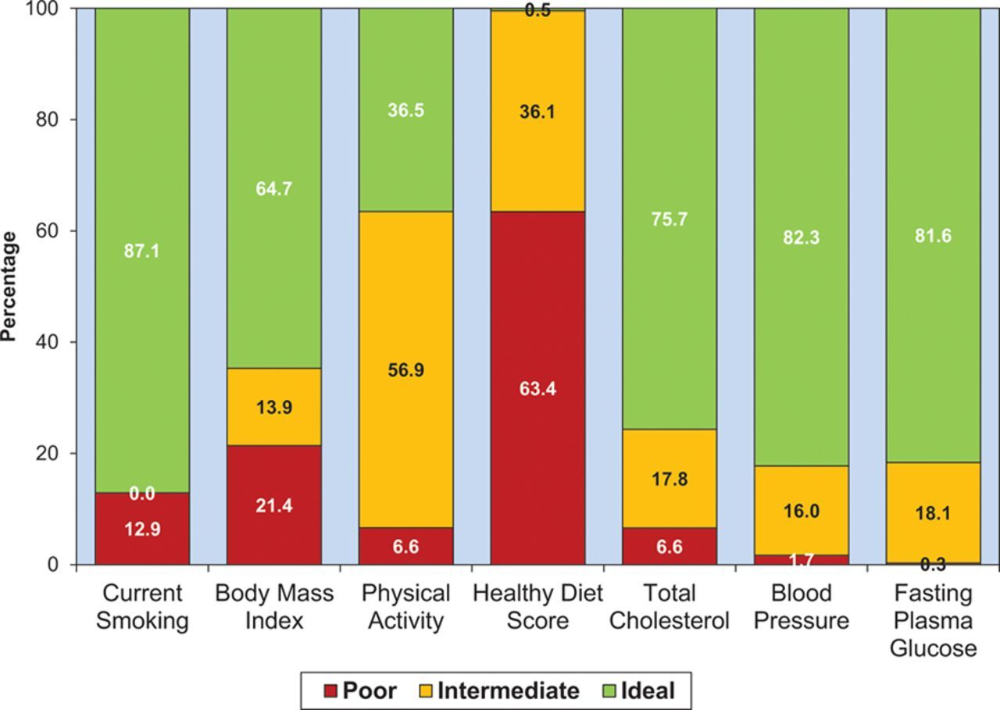 100
80
60
40
20
0
Percentage
87.1
0.0
12.9
64.7
13.9
21.4
36.5
56.9
6.6
0.5
36.1
63.4
75.7
17.8
6.6
82.3
16.0
1.7
81.6
18.1
0.3
Current
Smoking
Body Mass
Index
Physical
Activity
Healthy Diet
Score
Total
Cholesterol
Blood
Pressure
Fasting
Plasma
Glucose
Poor
Intermediate
Ideal